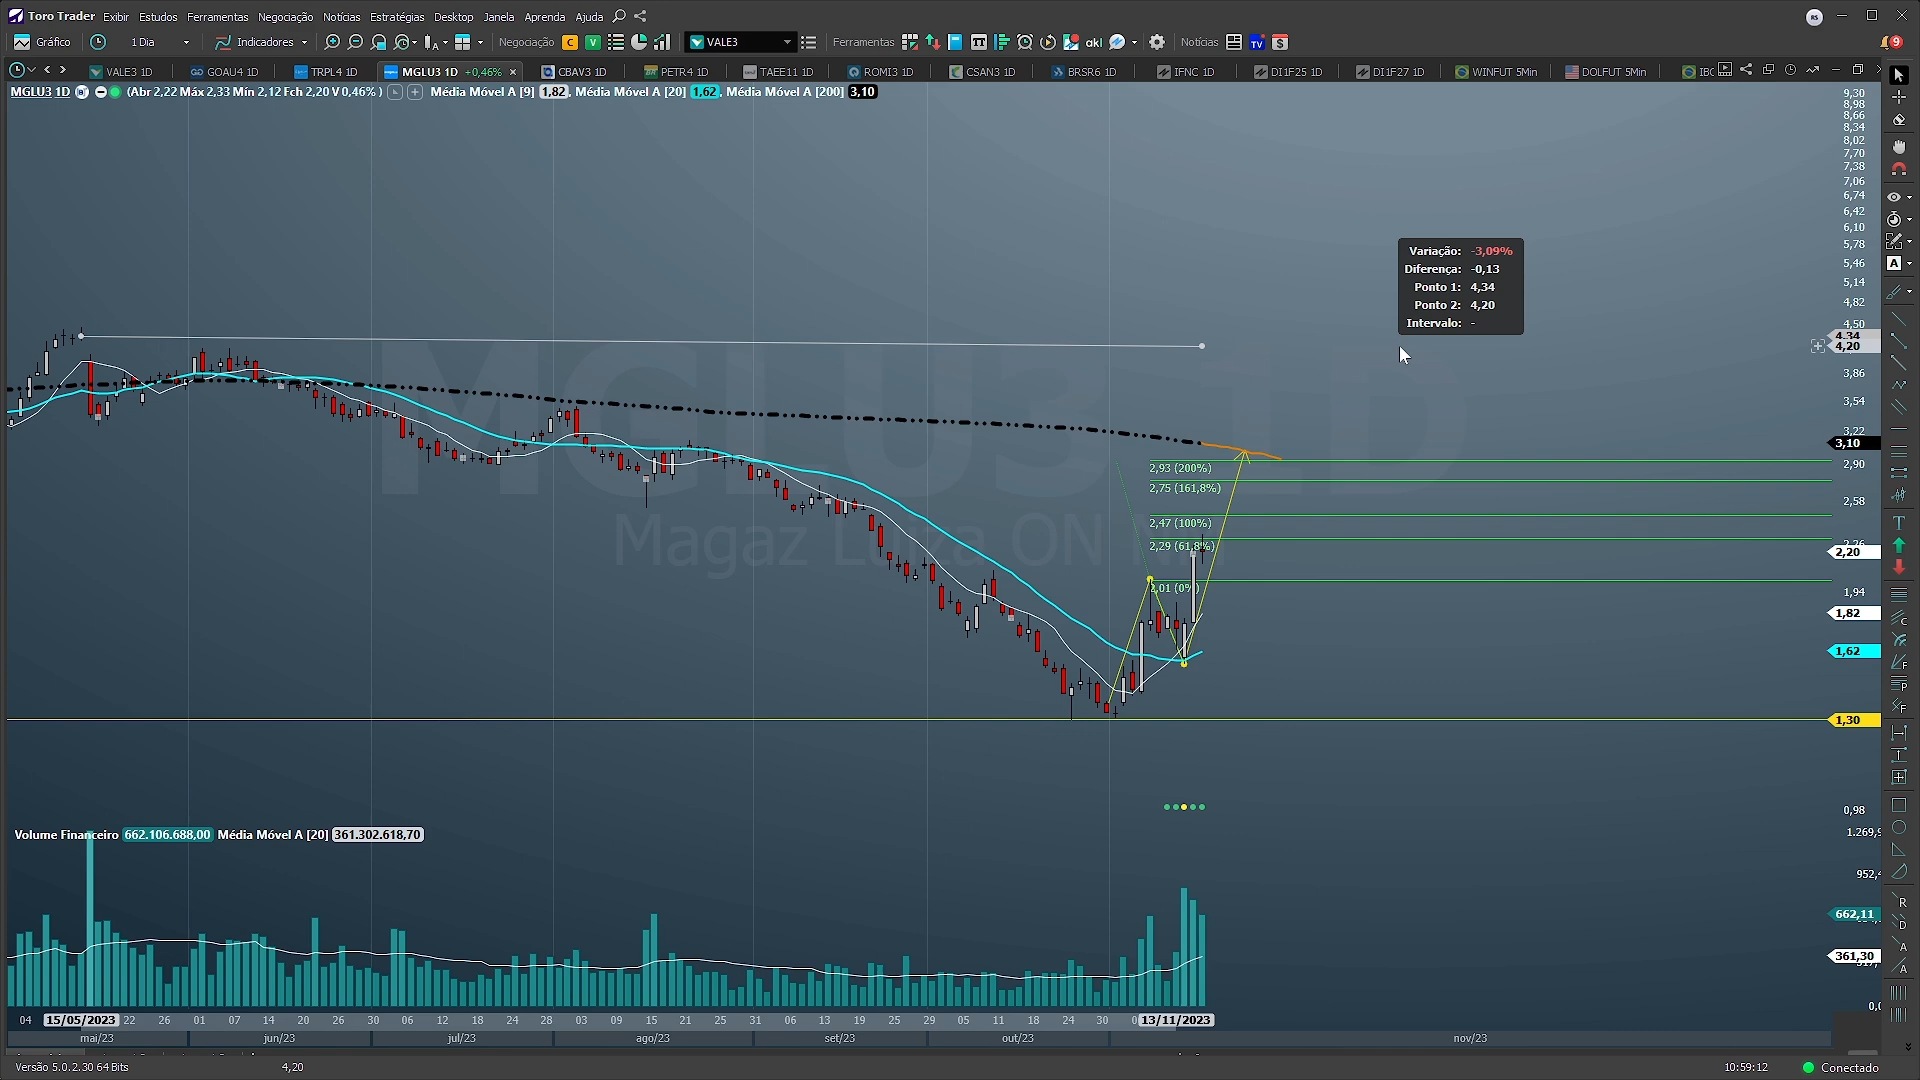 Toro Trader Exibir Estudos Ferramentas Negociação Notícias Estratégias Desktop Janela Aprenda Ajuda RS
Gráfico 1 Dia Indicadores Negociação C V VALE3 Ferramentas akl Notícias TV $ 9
VALE3 1D GOAU4 1D TRPL4 1D MGLU3 1D +0,46% × CBAV3 1D PETR4 1D TAEE11 1D ROMI3 1D CSAN3 1D BRSR6 1D IFNC 1D DI1F25 1D DI1F27 1D WINFUT 5Min DOLFUT 5Min
MGLU3 1D (Abr 2,22 Máx 2,33 Mín 2,12 Fch 2,20 V 0,46% ) Média Móvel A [9] 1,82, Média Móvel A [20] 1,62, Média Móvel A [200] 3,10
9,30
8,98
8,66
8,34
8,02
7,70
7,38
7,06
6,74
6,42
6,10
5,78
5,46
5,14
4,82
4,50
4,34
4,20
3,86
3,54
3,22
3,10
2,90
2,58
2,26
2,20
1,94
1,82
1,62
1,30
0,98
Variação: -3,09%
Diferença: -0,13
Ponto 1: 4,34
Ponto 2: 4,20
Intervalo: -
2,93 (200%)
2,75 (161,8%)
2,47 (100%)
2,29 (61,8%)
2,01 (0%)
Volume Financeiro 662.106.688,00 Média Móvel A [20] 361.302.618,70
662,11
361,30
04 15/05/2023 22 26 01 07 14 20 26 30 06 12 18 24 28 03 09 15 21 25 31 06 13 19 25 29 05 11 18 24 30 13/11/2023
mai/23 jun/23 jul/23 ago/23 set/23 out/23 nov/23
Versão 5.0.2.30 64 Bits 4,20 10:59:12 Conectado